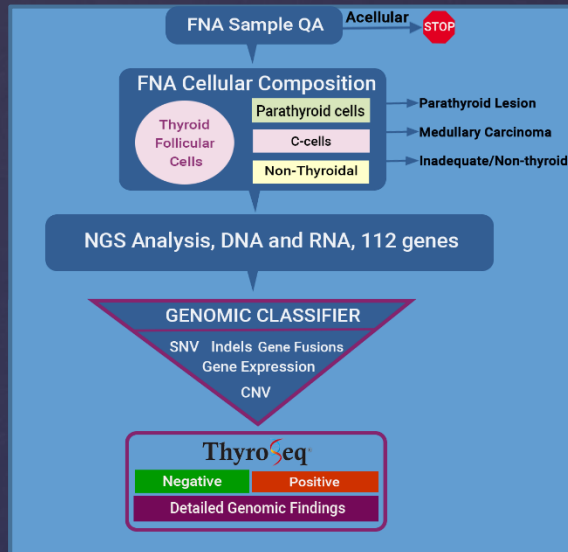 FNA Sample QA
Acellular
STOP
FNA Cellular Composition
Thyroid
Follicular
Cells
Parathyroid cells
C-cells
Non-Thyroidal
Parathyroid Lesion
Medullary Carcinoma
Inadequate/Non-thyroid
NGS Analysis, DNA and RNA, 112 genes
GENOMIC CLASSIFIER
SNV Indels Gene Fusions
Gene Expression
CNV
ThyroSeq
Negative
Positive
Detailed Genomic Findings